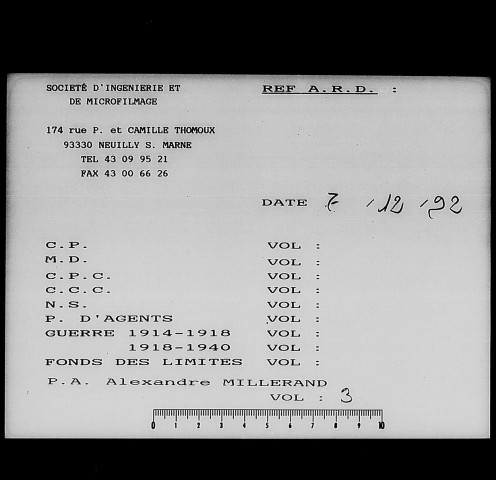 SOCIETÉ D'INGENIERIE ET
DE MICROFILMAGE
REF A.R.D. :
174 rue P. et CAMILLE THOMOUX
93330 NEUILLY S. MARNE
TEL 43 09 95 21
FAX 43 00 66 26
DATE 7 /12 /92
C.P. VOL :
M.D. VOL :
C.P.C. VOL :
C.C.C. VOL :
N.S. VOL :
P. D'AGENTS VOL :
GUERRE 1914-1918 VOL :
1918-1940 VOL :
FONDS DES LIMITES VOL :
P.A. Alexandre MILLERAND
VOL : 3
0 1 2 3 4 5 6 7 8 9 10